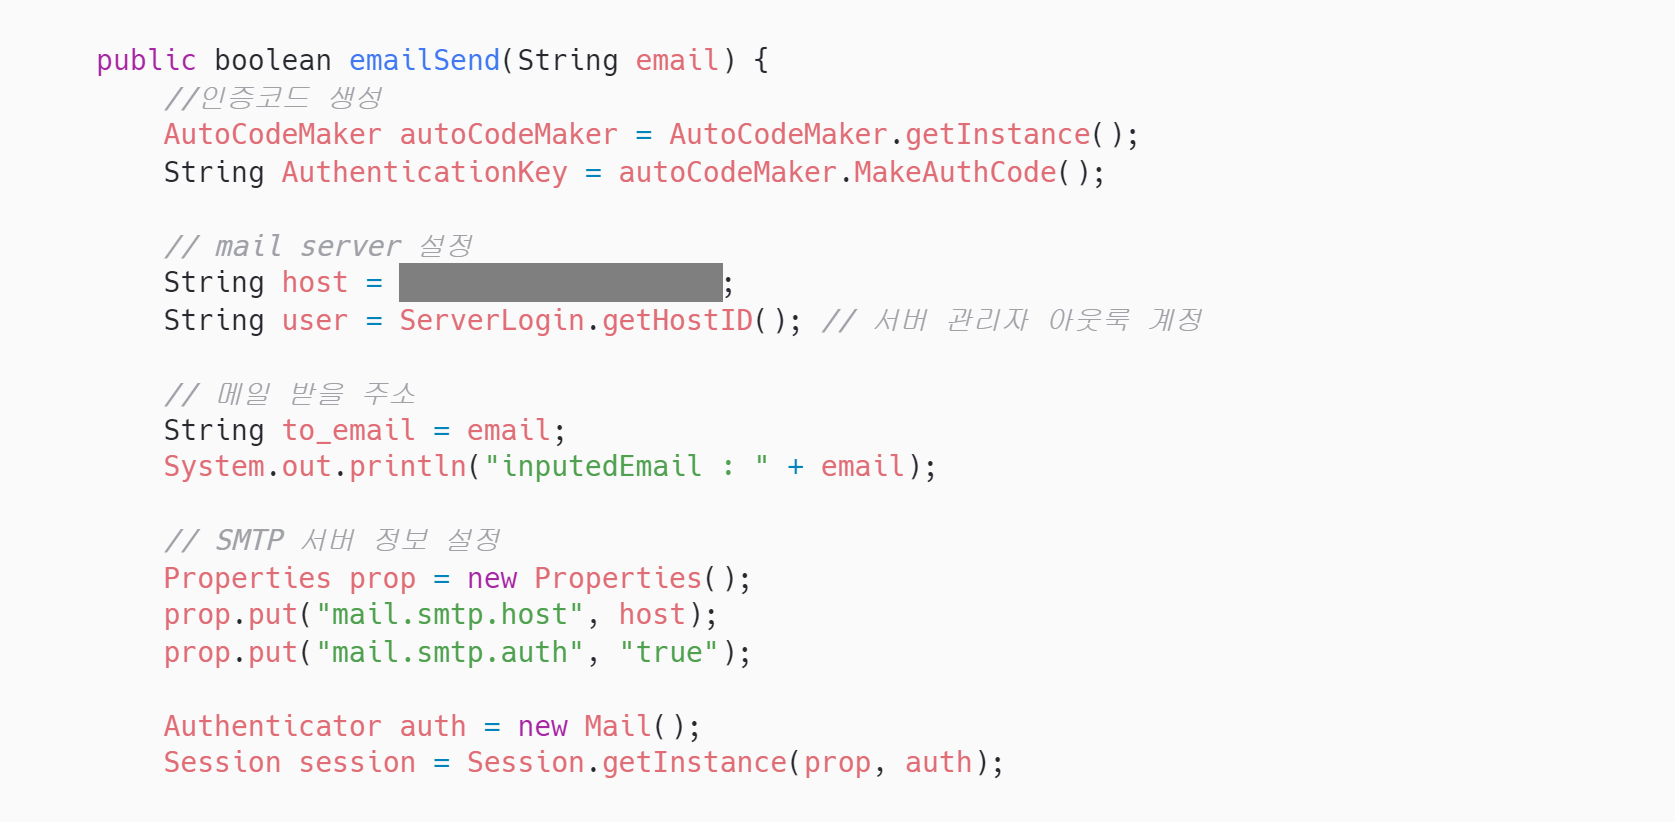 public boolean emailSend(String email) {
//인증코드 생성
AutoCodeMaker autoCodeMaker = AutoCodeMaker.getInstance();
String AuthenticationKey = autoCodeMaker.MakeAuthCode();
// mail server 설정
String host = ;
String user = ServerLogin.getHostID(); // 서버 관리자 아웃룩 계정
// 메일 받을 주소
String to_email = email;
System.out.println("inputedEmail : " + email);
// SMTP 서버 정보 설정
Properties prop = new Properties();
prop.put("mail.smtp.host", host);
prop.put("mail.smtp.auth", "true");
Authenticator auth = new Mail();
Session session = Session.getInstance(prop, auth);